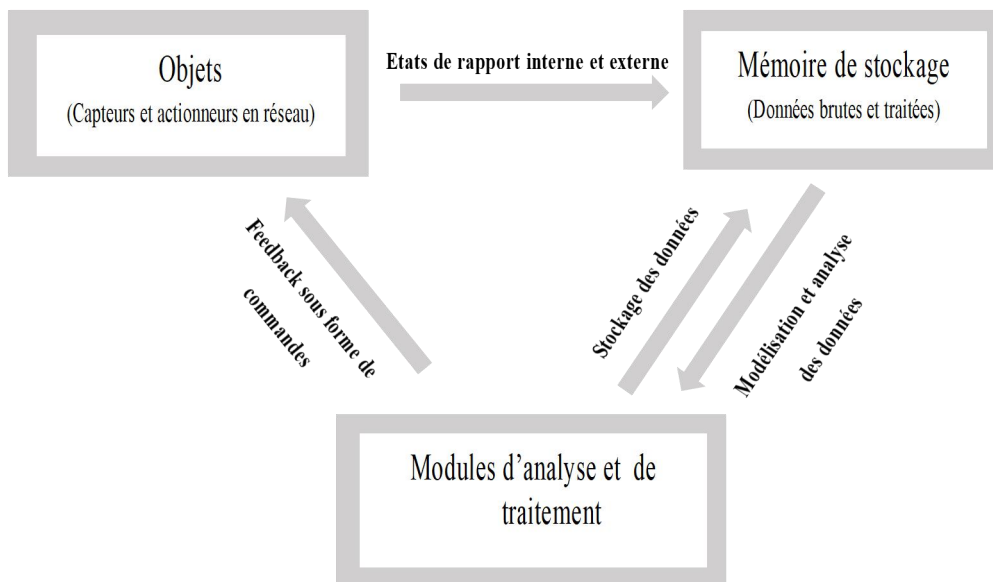 Objets
(Capteurs et actionneurs en réseau)
Etats de rapport interne et externe
Mémoire de stockage
(Données brutes et traitées)
Feedback sous forme de
commandes
Stockage des données
Modélisation et analyse
des données
Modules d’analyse et de
traitement